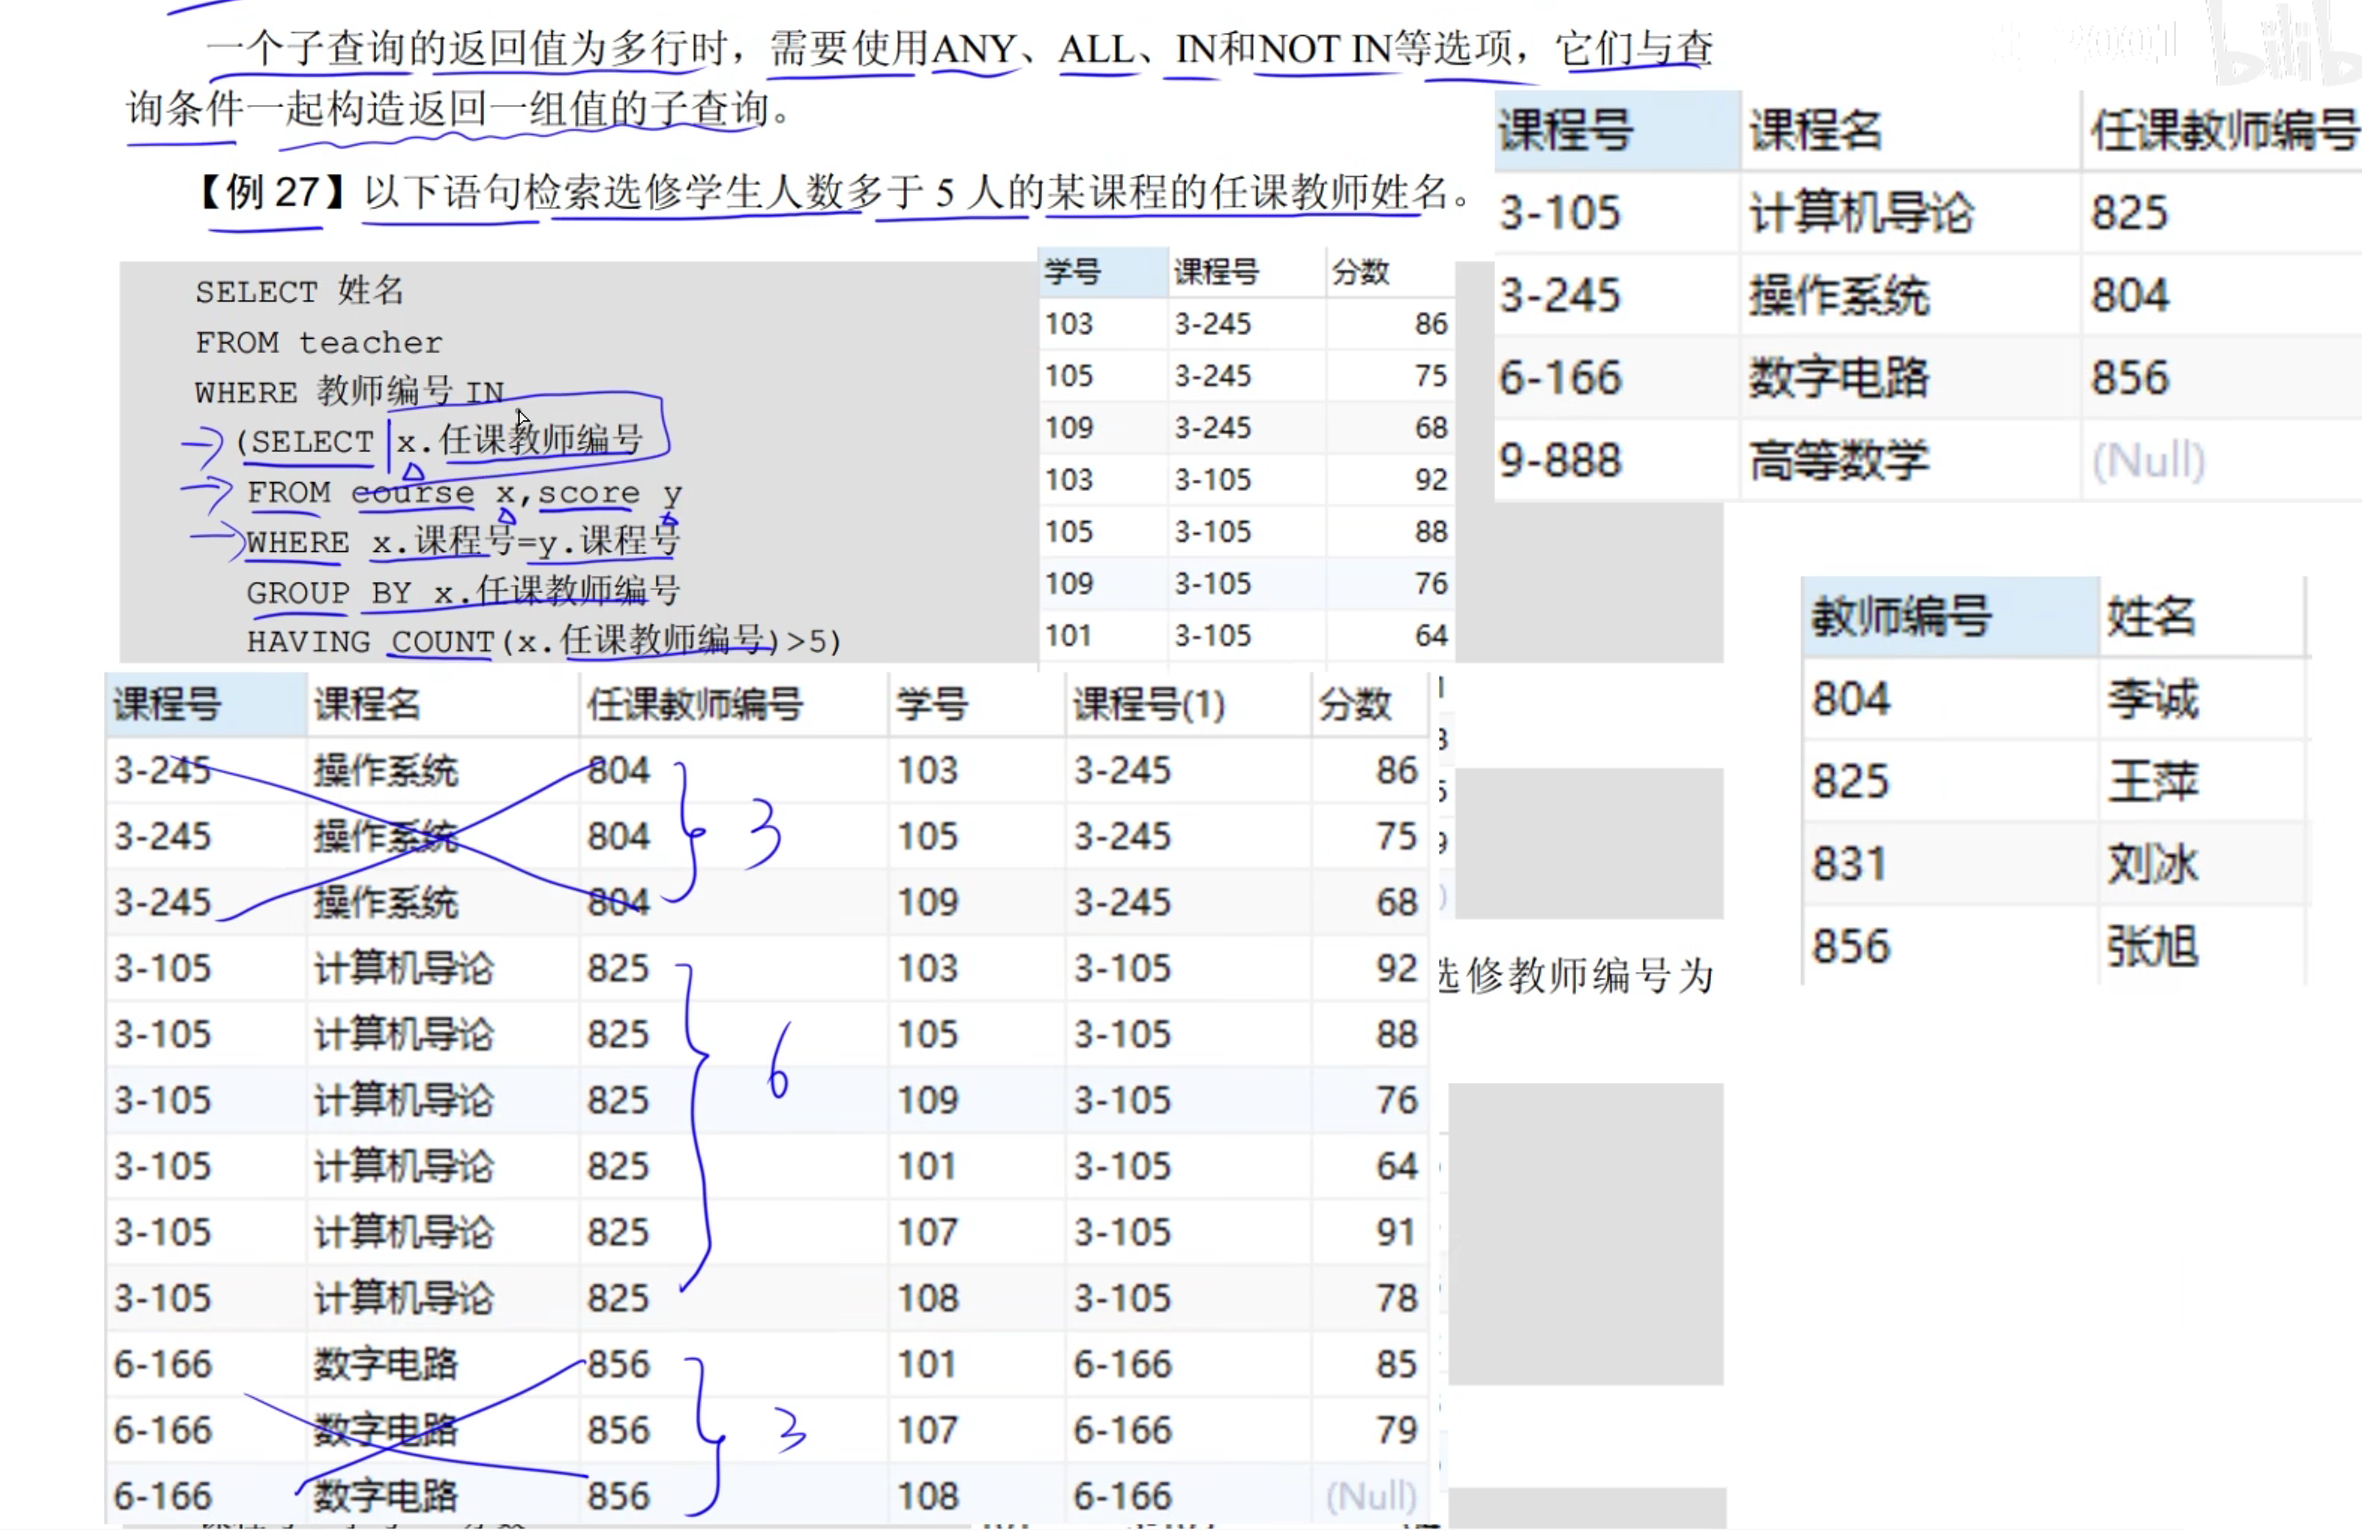 一个子查询的返回值为多行时，需要使用ANY、ALL、IN和NOT IN等选项，它们与查
询条件一起构造返回一组值的子查询。
【例 27】以下语句检索选修学生人数多于 5 人的某课程的任课教师姓名。
SELECT 姓名
FROM teacher
WHERE 教师编号 IN
(SELECT x.任课教师编号
FROM course x,score y
WHERE x.课程号=y.课程号
GROUP BY x.任课教师编号
HAVING COUNT(x.任课教师编号)>5)
学号 课程号 分数
103 3-245 86
105 3-245 75
109 3-245 68
103 3-105 92
105 3-105 88
109 3-105 76
101 3-105 64
课程号 课程名 任课教师编号
3-105 计算机导论 825
3-245 操作系统 804
6-166 数字电路 856
9-888 高等数学 (Null)
教师编号 姓名
804 李诚
825 王萍
831 刘冰
856 张旭
课程号 课程名 任课教师编号 学号 课程号(1) 分数
3-245 操作系统 804 103 3-245 86
3-245 操作系统 804 105 3-245 75
3-245 操作系统 804 109 3-245 68
3-105 计算机导论 825 103 3-105 92
3-105 计算机导论 825 105 3-105 88
3-105 计算机导论 825 109 3-105 76
3-105 计算机导论 825 101 3-105 64
3-105 计算机导论 825 107 3-105 91
3-105 计算机导论 825 108 3-105 78
6-166 数字电路 856 101 6-166 85
6-166 数字电路 856 107 6-166 79
6-166 数字电路 856 108 6-166 (Null)
3
6
3
选修教师编号为
bilib